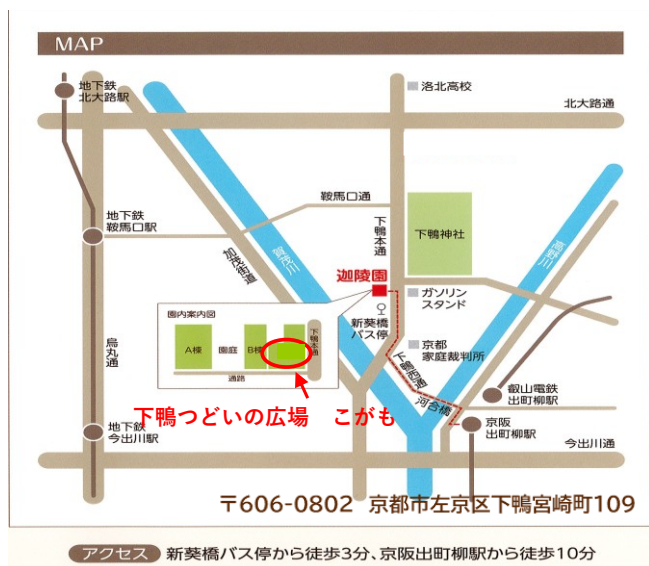 MAP
地下鉄
北大路駅
洛北高校
北大路通
鞍馬口通
地下鉄
鞍馬口駅
下鴨本通
下鴨神社
加茂街道
賀茂川
高野川
迦陵園
ガソリン
スタンド
園内案内図
新葵橋
バス停
A棟
園庭
B棟
下鴨本通
通路
烏丸通
京都
家庭裁判所
下鴨西通
叡山電鉄
出町柳駅
河合橋
下鴨つどいの広場 こがも
京阪
出町柳駅
地下鉄
今出川駅
今出川通
〒606-0802 京都市左京区下鴨宮崎町109
アクセス 新葵橋バス停から徒歩3分、京阪出町柳駅から徒歩10分